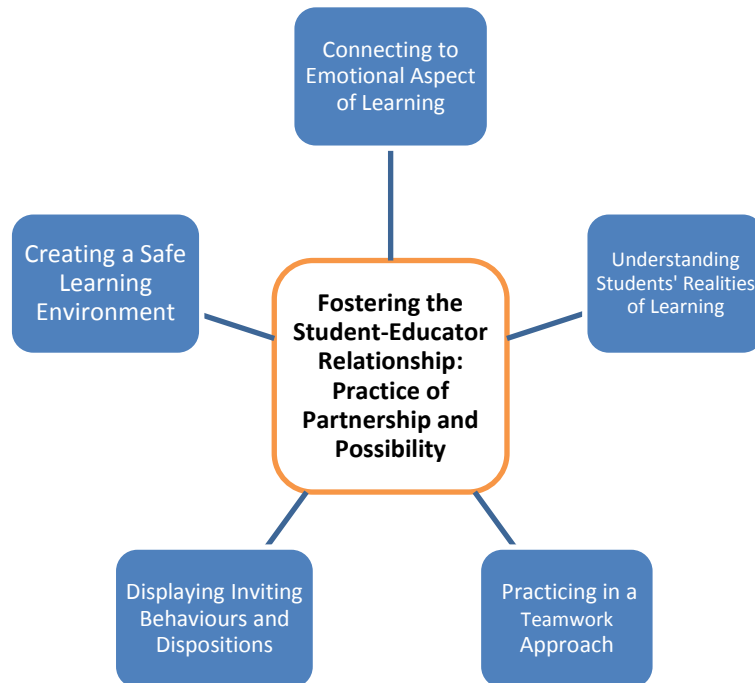 Connecting to
Emotional Aspect
of Learning
Creating a Safe
Learning
Environment
Understanding
Students' Realities
of Learning
Fostering the
Student-Educator
Relationship:
Practice of
Partnership and
Possibility
Displaying Inviting
Behaviours and
Dispositions
Practicing in a
Teamwork
Approach